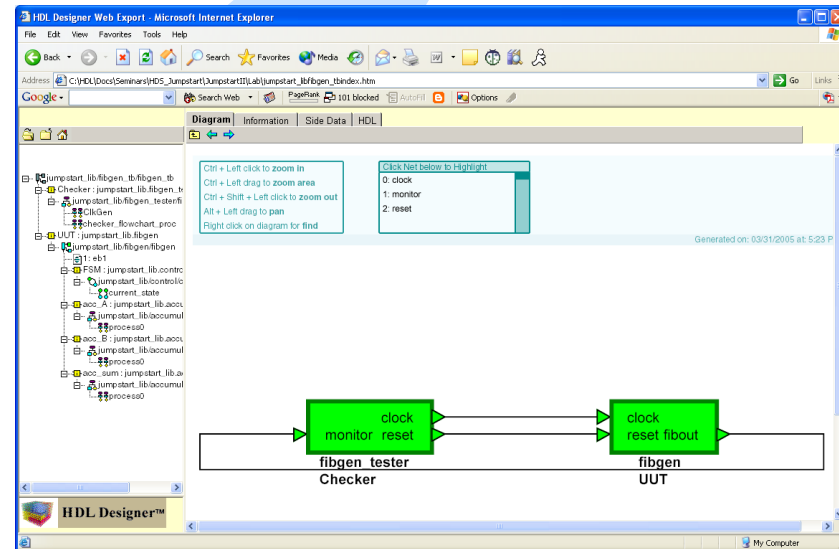 HDL Designer Web Export - Microsoft Internet Explorer
File Edit View Favorites Tools Help
Back Search Favorites Media
Address C:\HDL\Docs\Seminars\HDS_Jumpstart\JumpstartII\Lab\jumpstart_libfibgen_tbindex.htm Go Links
Google Search Web PageRank 101 blocked AutoFill Options
Diagram Information Side Data HDL
Ctrl + Left click to zoom in
Ctrl + Left drag to zoom area
Ctrl + Shift + Left click to zoom out
Alt + Left drag to pan
Right click on diagram for find
Click Net below to Highlight
0: clock
1: monitor
2: reset
Generated on: 03/31/2005 at: 5:23 P
jumpstart_lib/fibgen_tb/fibgen_tb
Checker : jumpstart_lib.fibgen_te
jumpstart_lib/fibgen_tester/fi
ClkGen
checker_flowchart_proc
UUT : jumpstart_lib.fibgen
jumpstart_lib/fibgen/fibgen
1: eb1
FSM : jumpstart_lib.contro
jumpstart_lib/control/c
current_state
acc_A : jumpstart_lib.accu
jumpstart_lib/accumul
process0
acc_B : jumpstart_lib.accu
jumpstart_lib/accumul
process0
acc_sum : jumpstart_lib.a
jumpstart_lib/accumul
process0
clock
monitor reset
fibgen_tester
Checker
clock
reset fibout
fibgen
UUT
HDL Designer™
My Computer